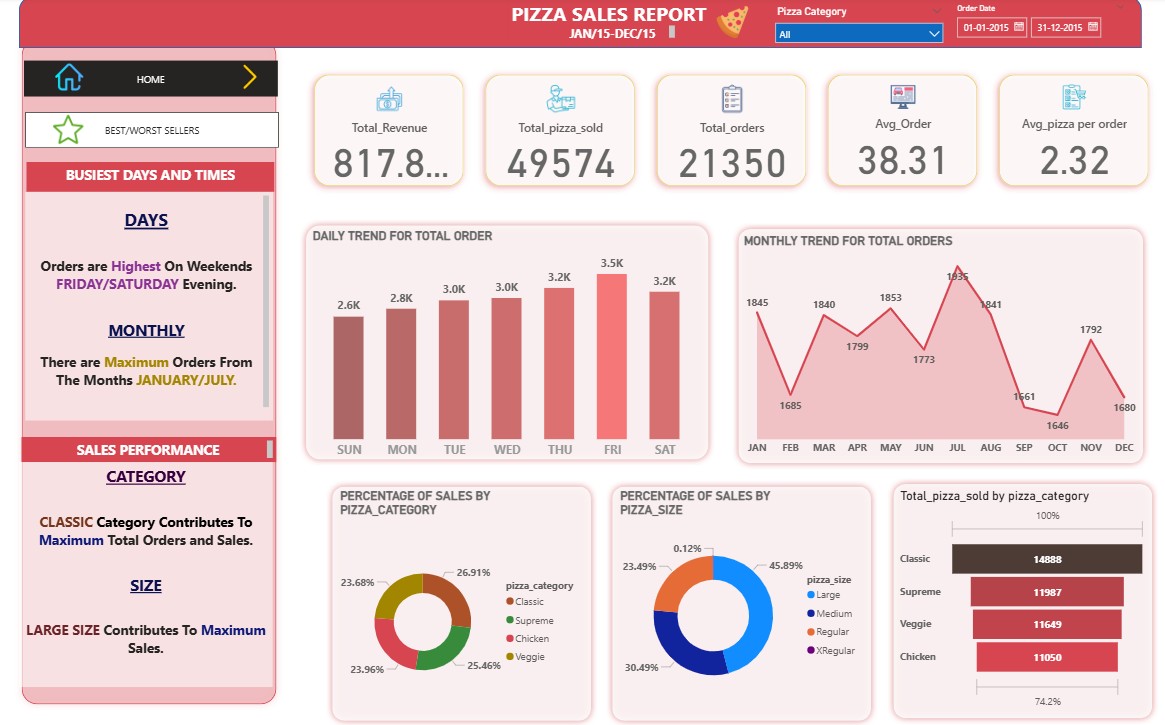 PIZZA SALES REPORT
JAN/15-DEC/15
Pizza Category
All
Order Date
01-01-2015
31-12-2015
HOME
BEST/WORST SELLERS
BUSIEST DAYS AND TIMES
DAYS
Orders are Highest On Weekends
FRIDAY/SATURDAY Evening.
MONTHLY
There are Maximum Orders From
The Months JANUARY/JULY.
SALES PERFORMANCE
CATEGORY
CLASSIC Category Contributes To
Maximum Total Orders and Sales.
SIZE
LARGE SIZE Contributes To Maximum
Sales.
Total_Revenue
817.8...
Total_pizza_sold
49574
Total_orders
21350
Avg_Order
38.31
Avg_pizza per order
2.32
DAILY TREND FOR TOTAL ORDER
2.6K
2.8K
3.0K
3.0K
3.2K
3.5K
3.2K
SUN MON TUE WED THU FRI SAT
MONTHLY TREND FOR TOTAL ORDERS
1845
1685
1840
1799
1853
1773
1935
1841
1661
1646
1792
1680
JAN FEB MAR APR MAY JUN JUL AUG SEP OCT NOV DEC
PERCENTAGE OF SALES BY
PIZZA_CATEGORY
26.91%
25.46%
23.96%
23.68%
pizza_category
Classic
Supreme
Chicken
Veggie
PERCENTAGE OF SALES BY
PIZZA_SIZE
0.12%
45.89%
30.49%
23.49%
pizza_size
Large
Medium
Regular
XRegular
Total_pizza_sold by pizza_category
100%
Classic 14888
Supreme 11987
Veggie 11649
Chicken 11050
74.2%